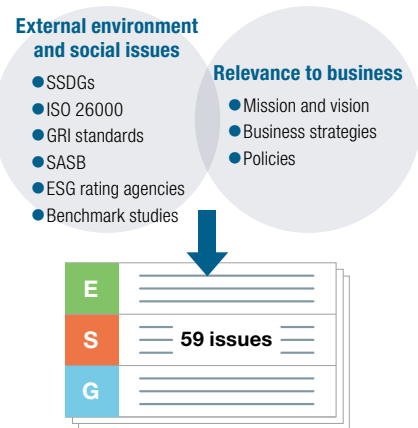 External environment
and social issues
●SSDGs
●ISO 26000
●GRI standards
●SASB
●ESG rating agencies
●Benchmark studies
Relevance to business
●Mission and vision
●Business strategies
●Policies
E
S
59 issues
G